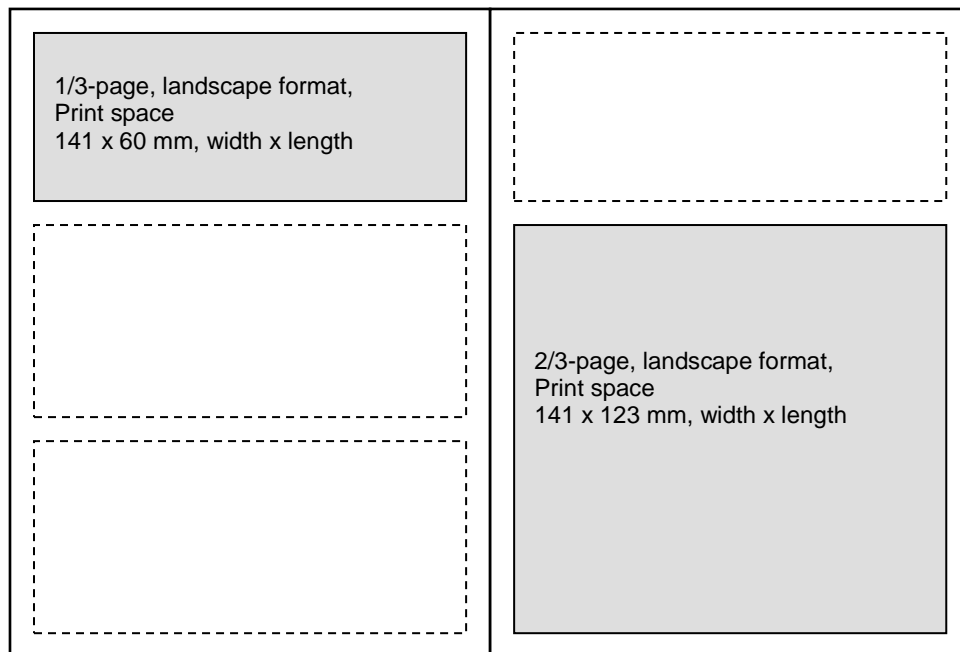 1/3-page, landscape format,
Print space
141 x 60 mm, width x length
2/3-page, landscape format,
Print space
141 x 123 mm, width x length